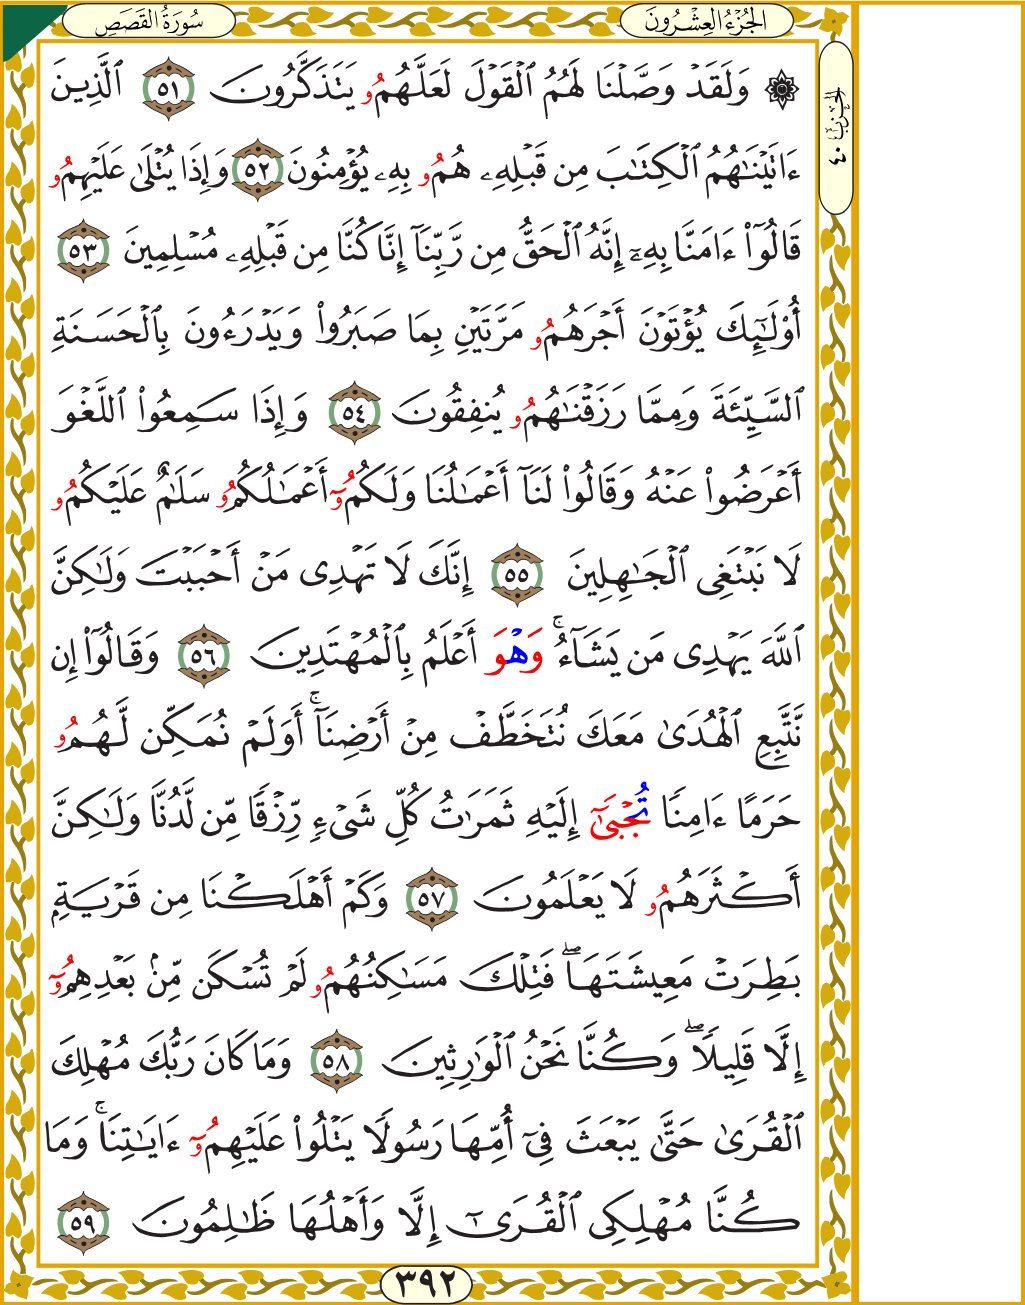 سُورَةُ القَصَصِ
الجُزْءُ العِشْرُونَ
الحزب ٤٠
۞ وَلَقَدۡ وَصَّلۡنَا لَهُمُ ٱلۡقَوۡلَ لَعَلَّهُمُو يَتَذَكَّرُونَ ٥١ ٱلَّذِينَ
ءَاتَيۡنَٰهُمُ ٱلۡكِتَٰبَ مِن قَبۡلِهِۦ هُمُو بِهِۦ يُؤۡمِنُونَ ٥٢ وَإِذَا يُتۡلَىٰ عَلَيۡهِمُو
قَالُوٓاْ ءَامَنَّا بِهِۦٓ إِنَّهُ ٱلۡحَقُّ مِن رَّبِّنَآ إِنَّا كُنَّا مِن قَبۡلِهِۦ مُسۡلِمِينَ ٥٣
أُوْلَٰٓئِكَ يُؤۡتَوۡنَ أَجۡرَهُمُو مَرَّتَيۡنِ بِمَا صَبَرُواْ وَيَدۡرَءُونَ بِٱلۡحَسَنَةِ
ٱلسَّيِّئَةَ وَمِمَّا رَزَقۡنَٰهُمُو يُنفِقُونَ ٥٤ وَإِذَا سَمِعُواْ ٱللَّغۡوَ
أَعۡرَضُواْ عَنۡهُ وَقَالُواْ لَنَآ أَعۡمَٰلُنَا وَلَكُمُوٓ أَعۡمَٰلُكُمُو سَلَٰمٌ عَلَيۡكُمُو
لَا نَبۡتَغِي ٱلۡجَٰهِلِينَ ٥٥ إِنَّكَ لَا تَهۡدِي مَنۡ أَحۡبَبۡتَ وَلَٰكِنَّ
ٱللَّهَ يَهۡدِي مَن يَشَآءُۚ وَهۡوَ أَعۡلَمُ بِٱلۡمُهۡتَدِينَ ٥٦ وَقَالُوٓاْ إِن
نَّتَّبِعِ ٱلۡهُدَىٰ مَعَكَ نُتَخَطَّفۡ مِنۡ أَرۡضِنَآۚ أَوَلَمۡ نُمَكِّن لَّهُمُو
حَرَمًا ءَامِنٗا تُجۡبَىٰٓ إِلَيۡهِ ثَمَرَٰتُ كُلِّ شَيۡءٖ رِّزۡقٗا مِّن لَّدُنَّا وَلَٰكِنَّ
أَكۡثَرَهُمُو لَا يَعۡلَمُونَ ٥٧ وَكَمۡ أَهۡلَكۡنَا مِن قَرۡيَةِۭ
بَطِرَتۡ مَعِيشَتَهَاۖ فَتِلۡكَ مَسَٰكِنُهُمُو لَمۡ تُسۡكَن مِّنۢ بَعۡدِهِمُوٓ
إِلَّا قَلِيلٗاۖ وَكُنَّا نَحۡنُ ٱلۡوَٰرِثِينَ ٥٨ وَمَا كَانَ رَبُّكَ مُهۡلِكَ
ٱلۡقُرَىٰ حَتَّىٰ يَبۡعَثَ فِيٓ أُمِّهَا رَسُولٗا يَتۡلُواْ عَلَيۡهِمُوٓ ءَايَٰتِنَاۚ وَمَا
كُنَّا مُهۡلِكِي ٱلۡقُرَىٰٓ إِلَّا وَأَهۡلُهَا ظَٰلِمُونَ ٥٩
٣٩٢